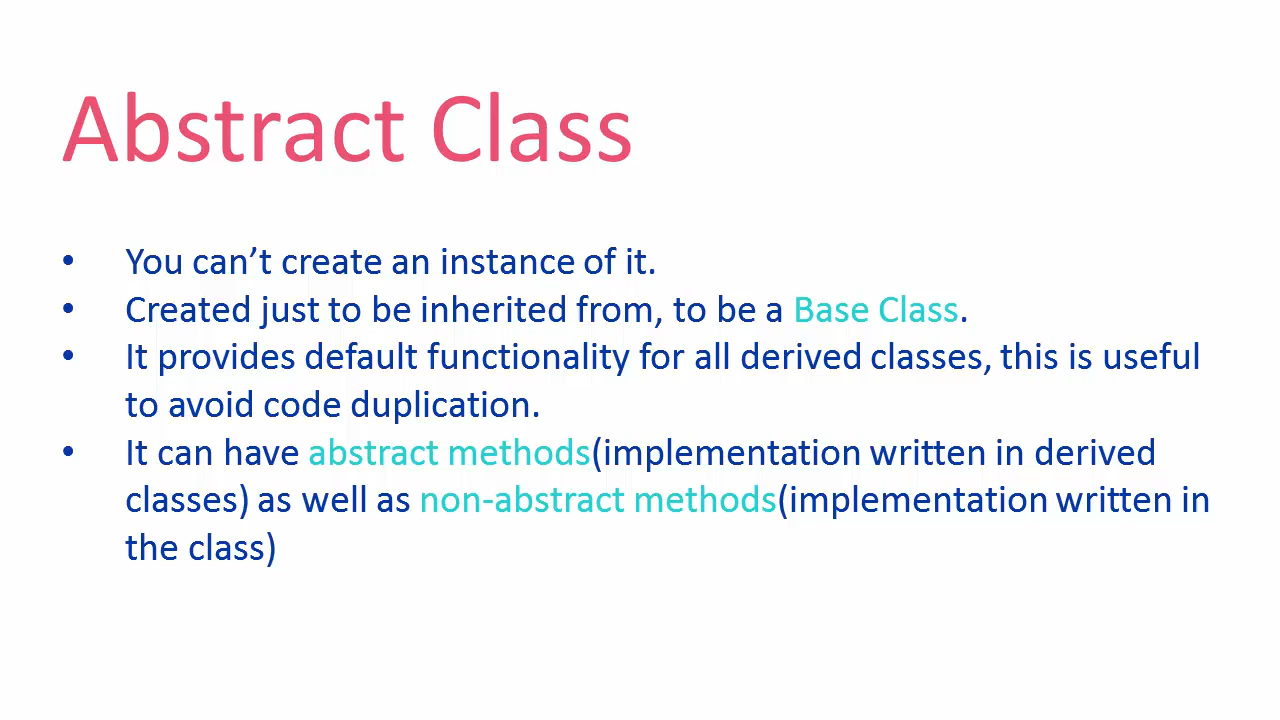 Abstract Class
• You can’t create an instance of it.
• Created just to be inherited from, to be a Base Class.
• It provides default functionality for all derived classes, this is useful
to avoid code duplication.
• It can have abstract methods(implementation written in derived
classes) as well as non-abstract methods(implementation written in
the class)